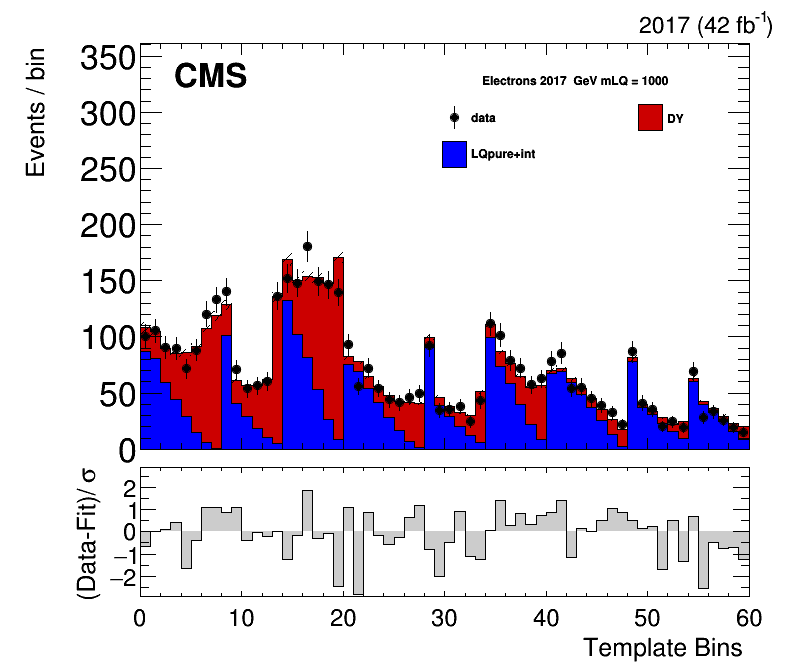 2017 (42 fb-1)
Events / bin
350
300
250
200
150
100
50
0
CMS
Electrons 2017 GeV mLQ = 1000
data
DY
LQpure+int
(Data-Fit)/ σ
2
1
0
−1
−2
0 10 20 30 40 50 60
Template Bins